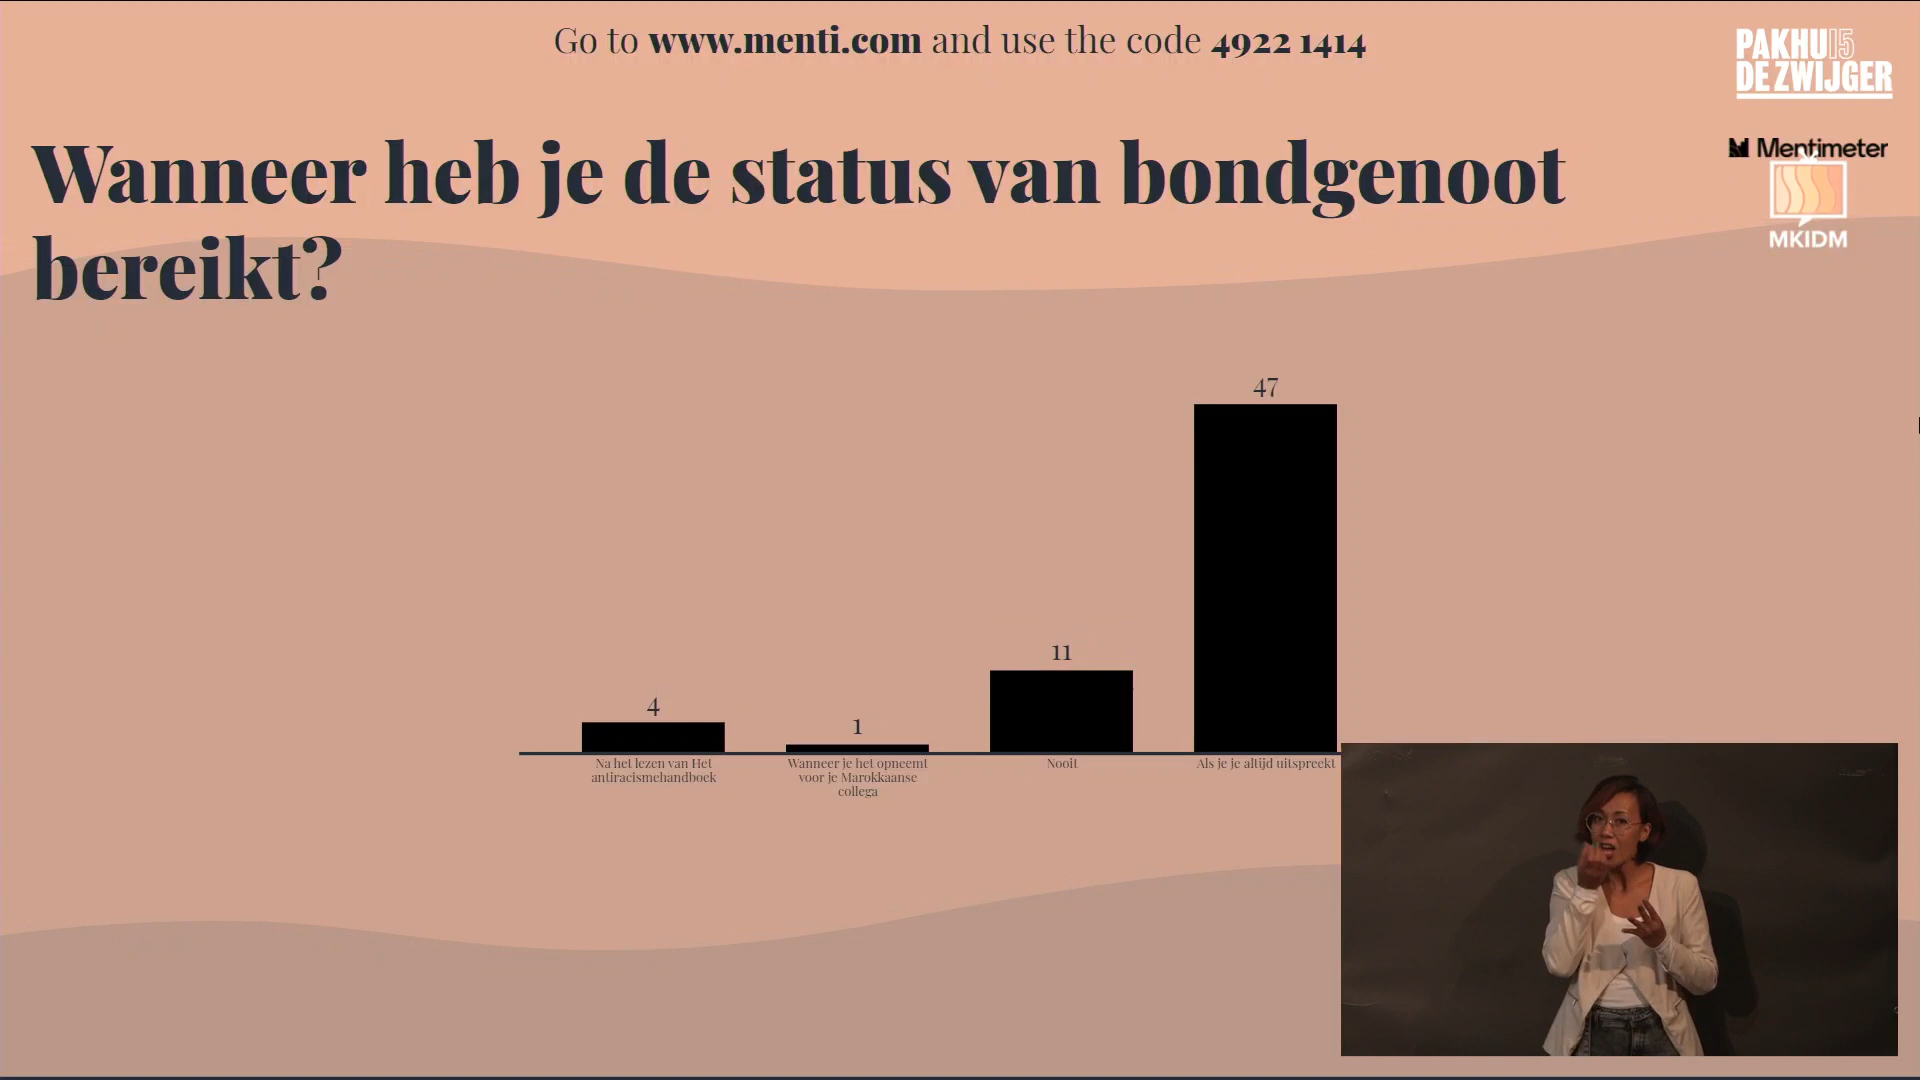 Go to www.menti.com and use the code 4922 1414
PAKHUIS
DE ZWIJGER
Mentimeter
MKIDM
Wanneer heb je de status van bondgenoot
bereikt?
47
11
4
1
Na het lezen van Het
antiracismehandboek
Wanneer je het opneemt
voor je Marokkaanse
collega
Nooit
Als je je altijd uitspreekt